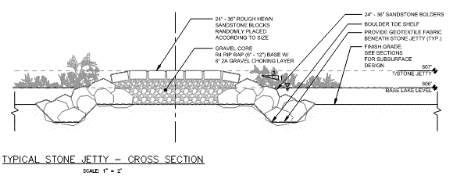 24" - 36" ROUGH HEWN
SANDSTONE BLOCKS
RANDOMLY PLACED
ACCORDING TO SIZE
GRAVEL CORE
R4 RIP RAP (6" - 12") BASE W/
6" 2A GRAVEL CHOKING LAYER
24" - 36" SANDSTONE BOLDERS
BOULDER TOE SHELF
PROVIDE GEOTEXTILE FABRIC
BENEATH STONE JETTY (TYP.)
FINISH GRADE,
SEE SECTIONS
FOR SUBSURFACE
DESIGN
507'
T/STONE JETTY
506'
BASE LAKE LEVEL
TYPICAL STONE JETTY - CROSS SECTION
SCALE: 1" = 2'